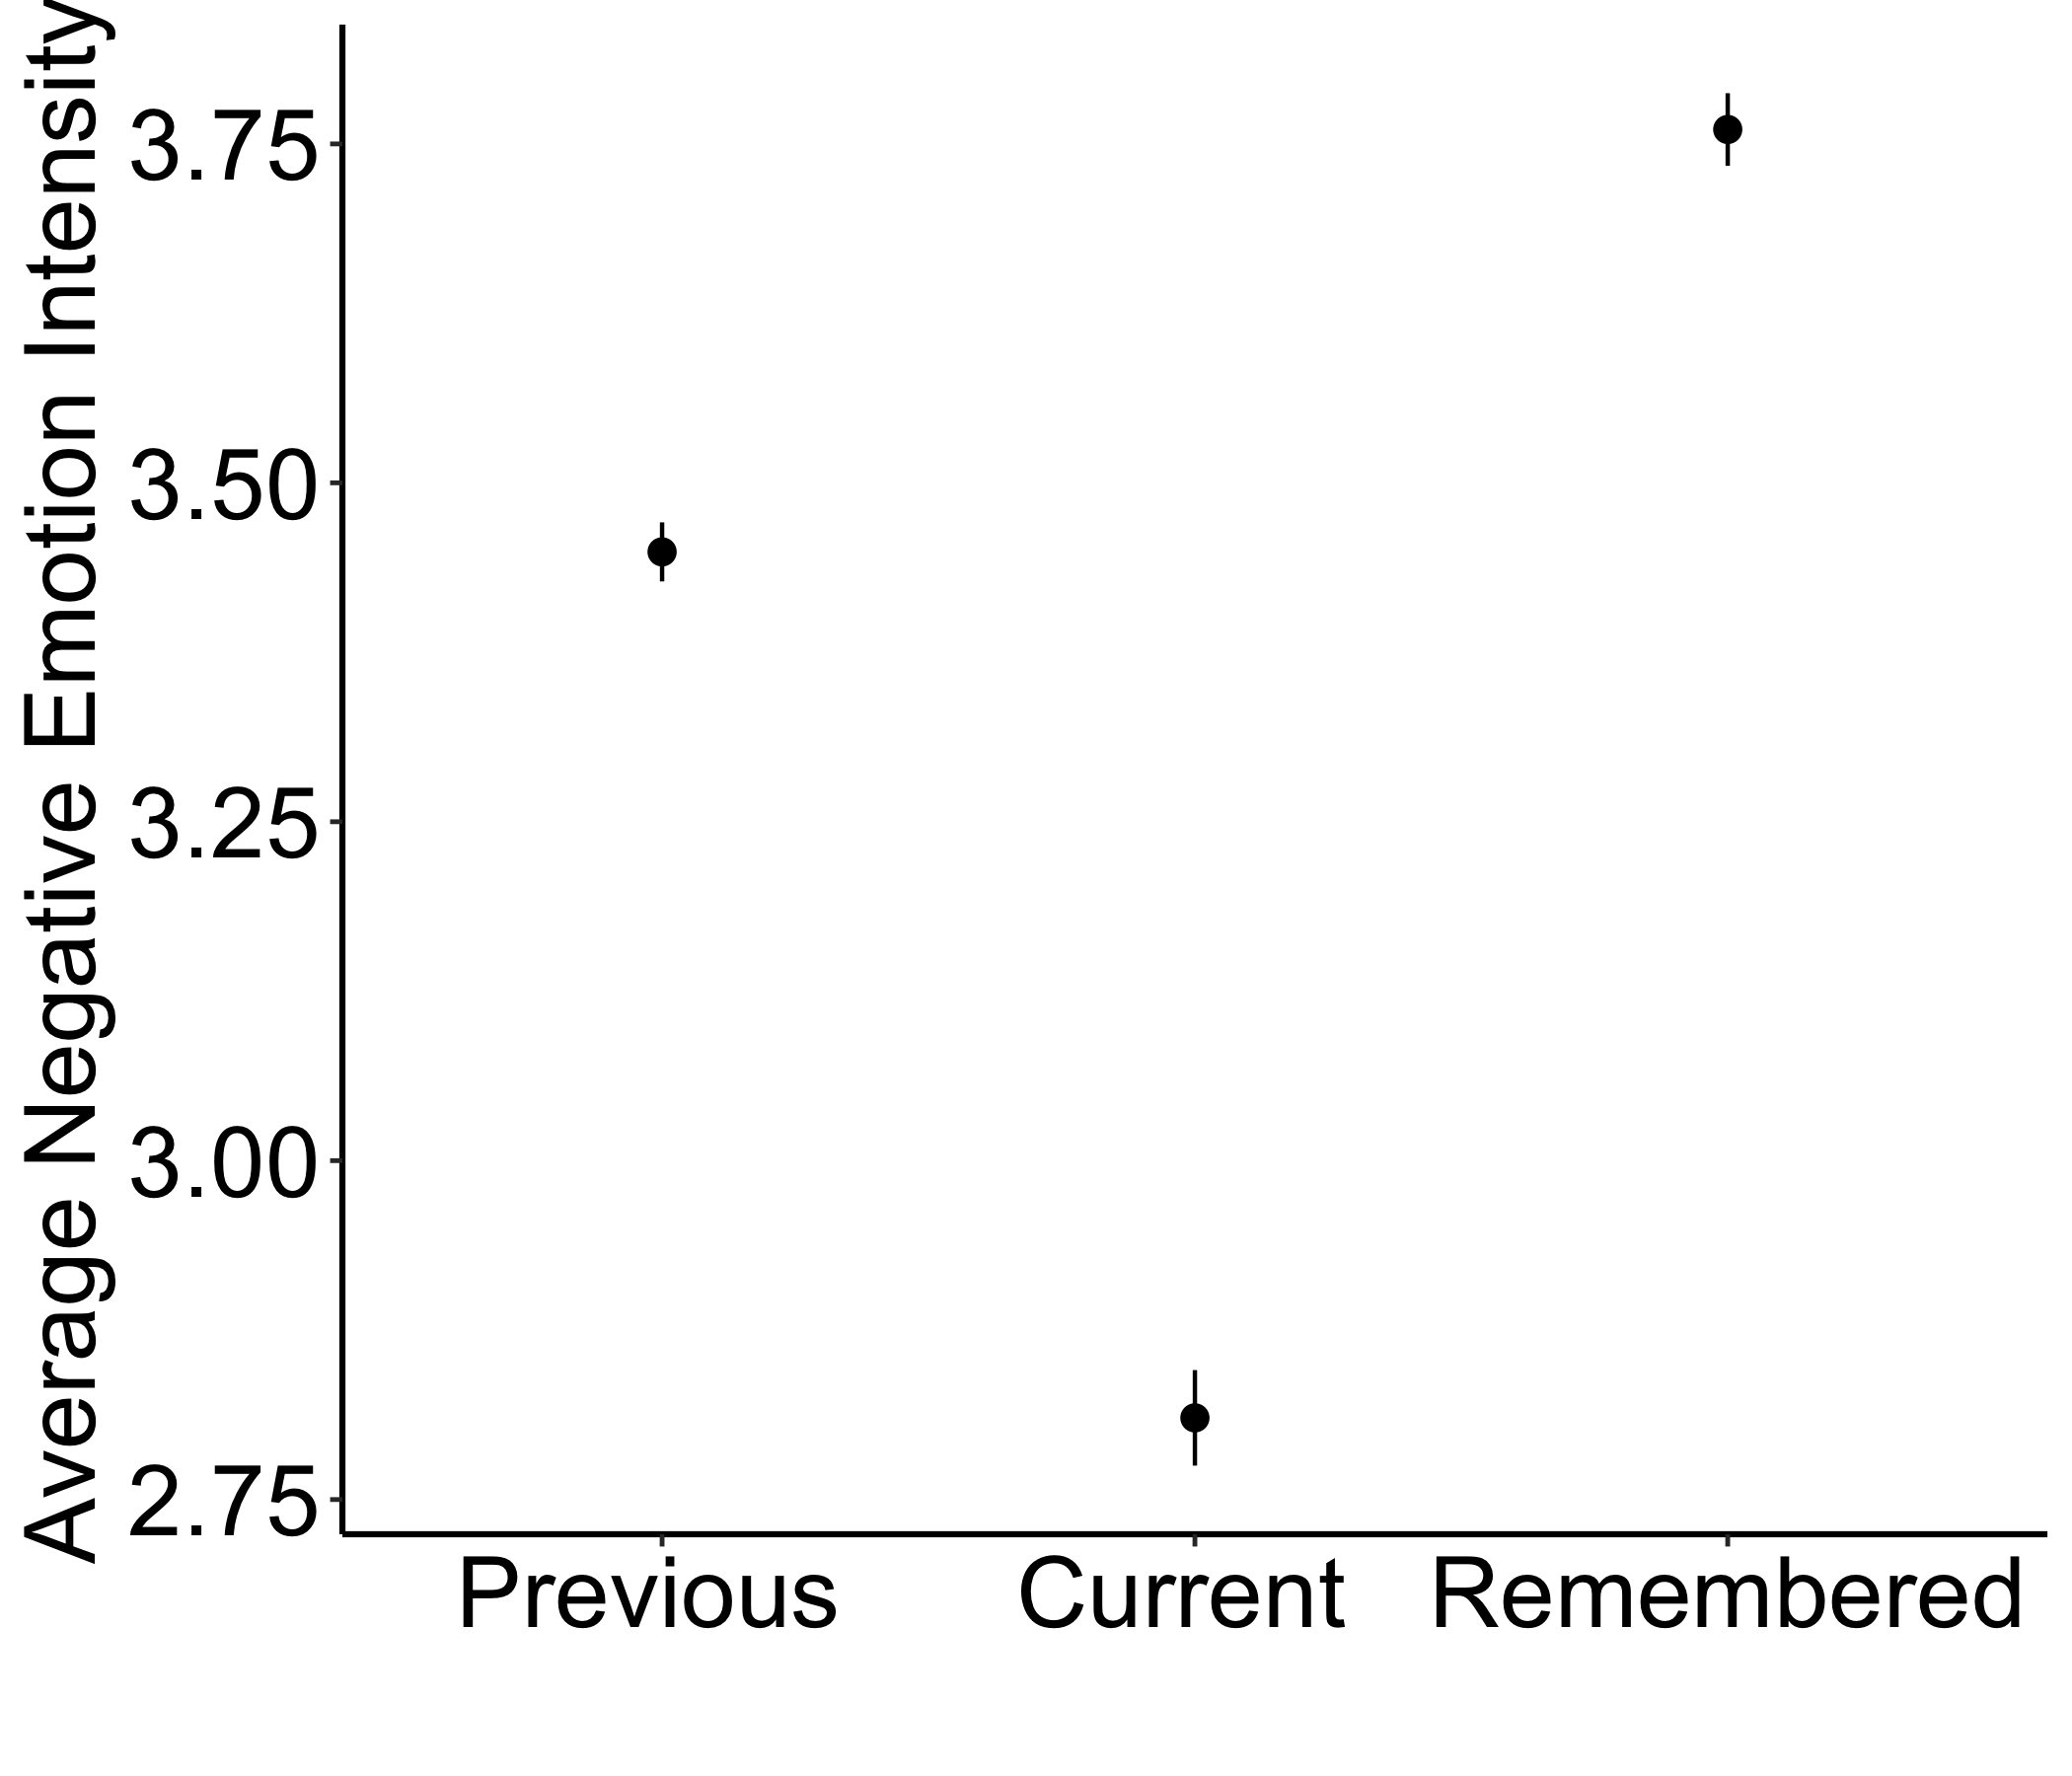 Average Negative Emotion Intensity
3.75
3.50
3.25
3.00
2.75
Previous Current Remembered